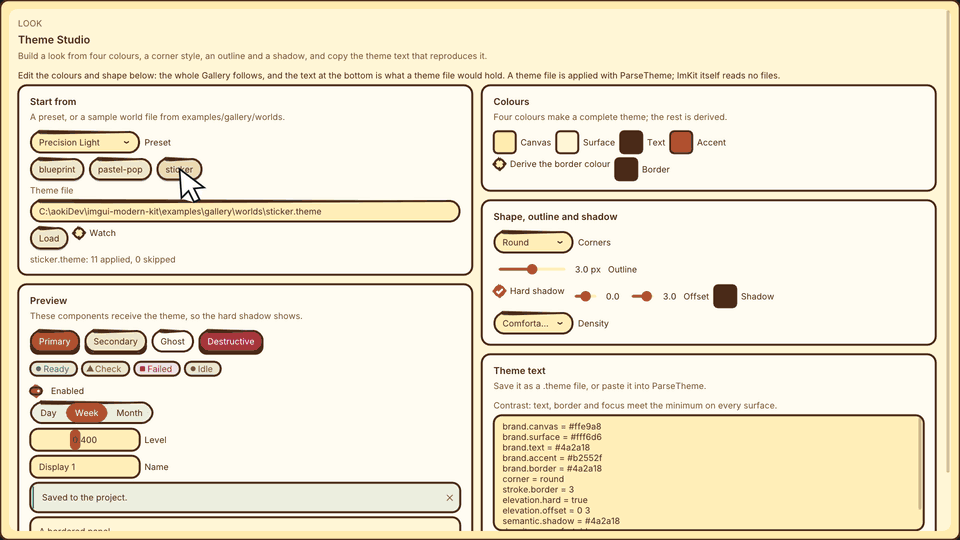 LOOK
Theme Studio
Build a look from four colours, a corner style, an outline and a shadow, and copy the theme text that reproduces it.
Edit the colours and shape below: the whole Gallery follows, and the text at the bottom is what a theme file would hold. A theme file is applied with ParseTheme; ImKit itself reads no files.
Start from
A preset, or a sample world file from examples/gallery/worlds.
Precision Light Preset
blueprint pastel-pop sticker
Theme file
C:\aokiDev\imgui-modern-kit\examples\gallery\worlds\sticker.theme
Load Watch
sticker.theme: 11 applied, 0 skipped
Preview
These components receive the theme, so the hard shadow shows.
Primary Secondary Ghost Destructive
Ready Check Failed Idle
Enabled
Day Week Month
0.400 Level
Display 1 Name
Saved to the project.
Colours
Four colours make a complete theme; the rest is derived.
Canvas Surface Text Accent
Derive the border colour Border
Shape, outline and shadow
Round Corners
3.0 px Outline
Hard shadow 0.0 3.0 Offset Shadow
Comforta... Density
Theme text
Save it as a .theme file, or paste it into ParseTheme.
Contrast: text, border and focus meet the minimum on every surface.
brand.canvas = #ffe9a8
brand.surface = #fff6d6
brand.text = #4a2a18
brand.accent = #b2552f
brand.border = #4a2a18
corner = round
stroke.border = 3
elevation.hard = true
elevation.offset = 0 3
semantic.shadow = #4a2a18